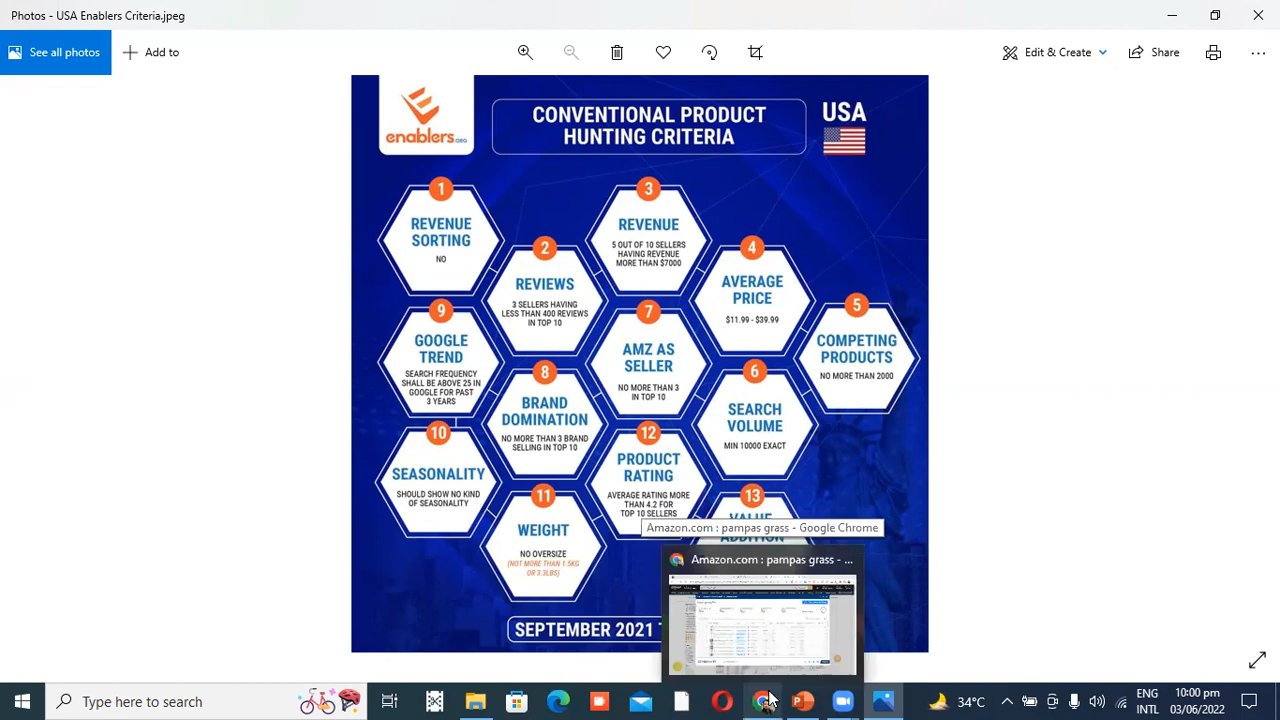 Photos - USA Enablers Criteria.jpeg
See all photos
Add to
Edit & Create
Share
enablers.ORG
CONVENTIONAL PRODUCT
HUNTING CRITERIA
USA
1
REVENUE
SORTING
NO
2
REVIEWS
3 SELLERS HAVING
LESS THAN 400 REVIEWS
IN TOP 10
3
REVENUE
5 OUT OF 10 SELLERS
HAVING REVENUE
MORE THAN $7000
4
AVERAGE
PRICE
$11.99 - $39.99
5
COMPETING
PRODUCTS
NO MORE THAN 2000
6
SEARCH
VOLUME
MIN 10000 EXACT
7
AMZ AS
SELLER
NO MORE THAN 3
IN TOP 10
8
BRAND
DOMINATION
NO MORE THAN 3 BRAND
SELLING IN TOP 10
9
GOOGLE
TREND
SEARCH FREQUENCY
SHALL BE ABOVE 25 IN
GOOGLE FOR PAST
3 YEARS
10
SEASONALITY
SHOULD SHOW NO KIND
OF SEASONALITY
11
WEIGHT
NO OVERSIZE
(NOT MORE THAN 1.5KG
OR 3.3LBS)
12
PRODUCT
RATING
AVERAGE RATING MORE
THAN 4.2 FOR
TOP 10 SELLERS
13
VALUE
ADDITION
SEPTEMBER 2021
Amazon.com : pampas grass - Google Chrome
Amazon.com : pampas grass - ...
Type here to search
34°C
ENG
INTL
10:00 pm
03/06/2022